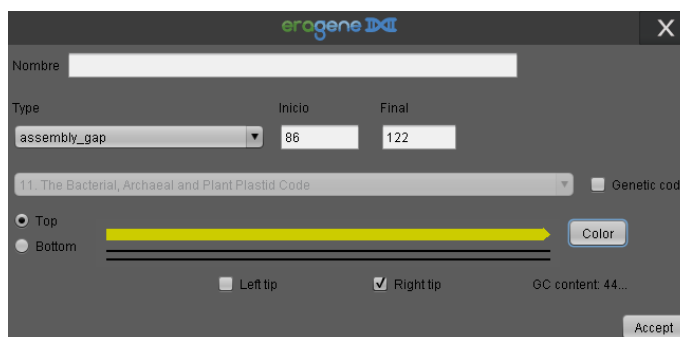 eragene
X
Nombre
Type Inicio Final
assembly_gap 86 122
11. The Bacterial, Archaeal and Plant Plastid Code Genetic cod
Top
Bottom
Color
Left tip Right tip GC content: 44...
Accept